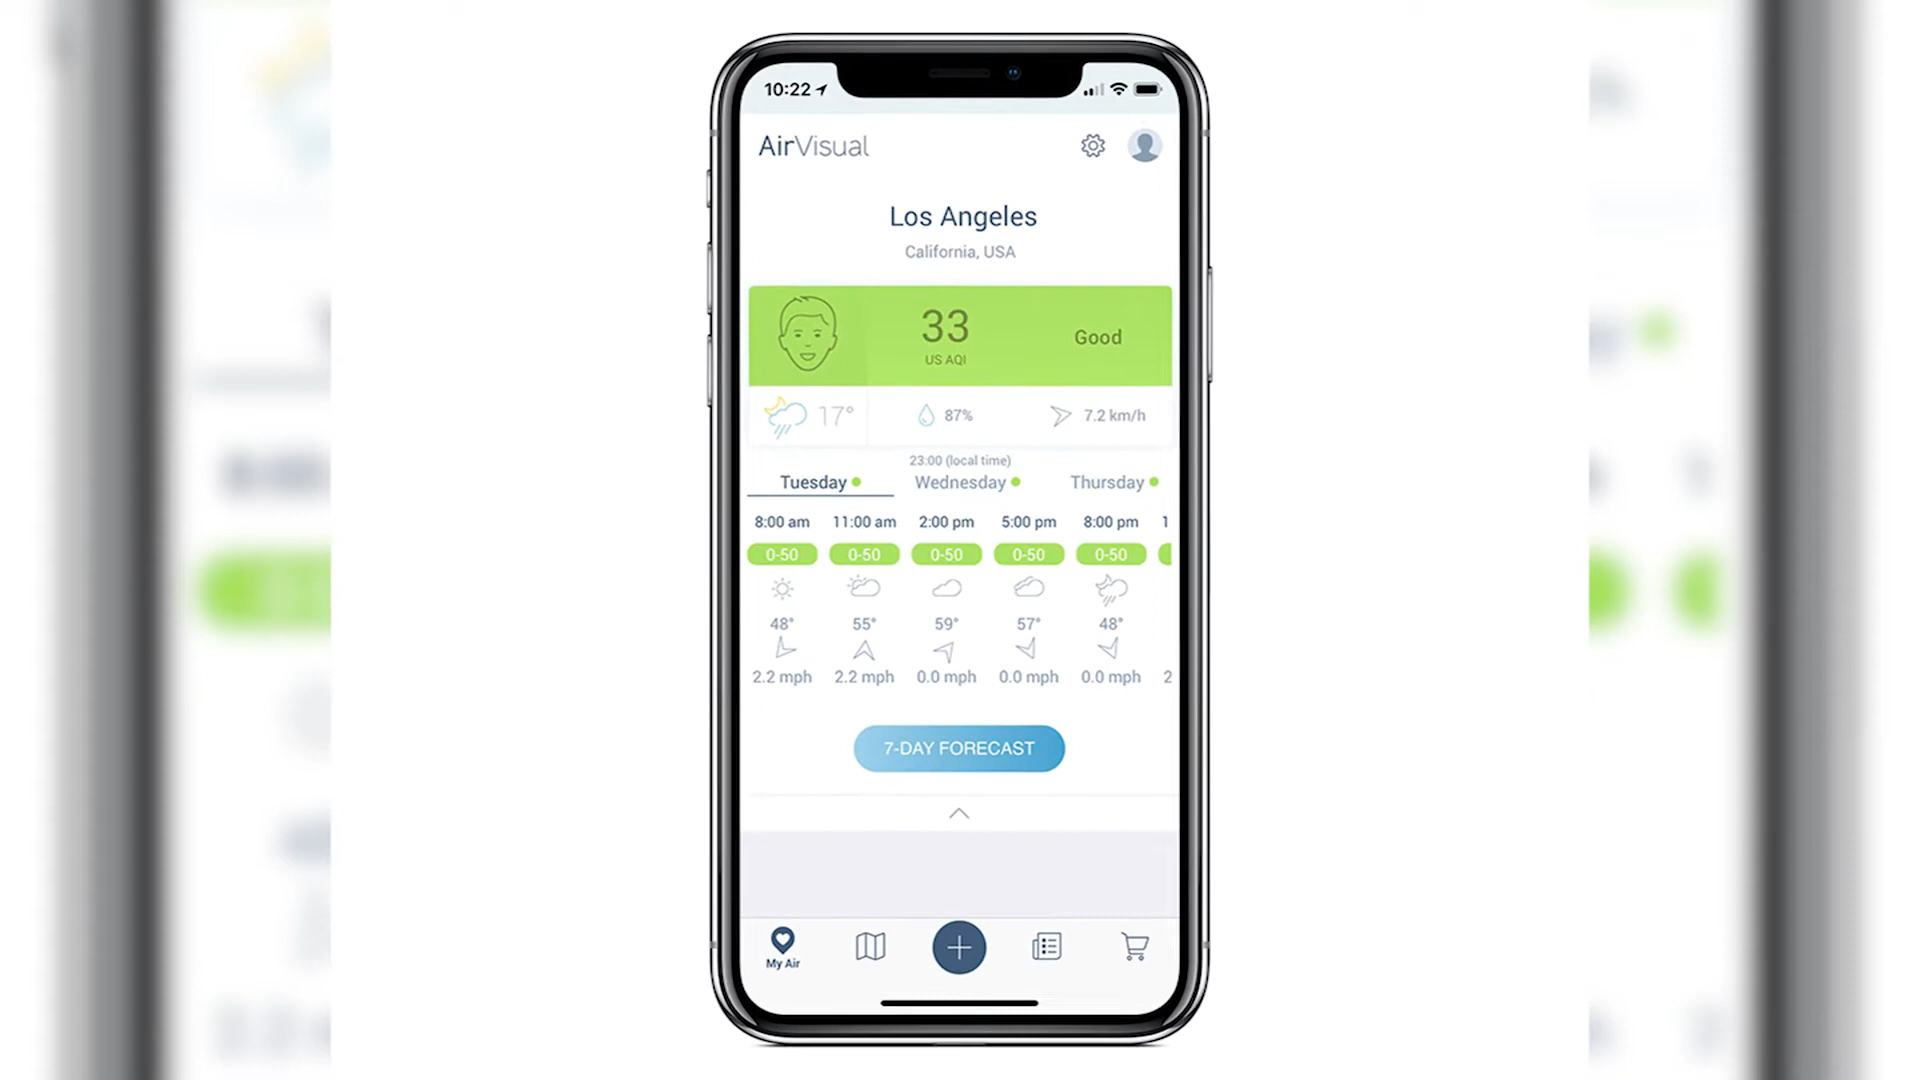 10:22
AirVisual
Los Angeles
California, USA
33
US AQI
Good
17°
87%
7.2 km/h
23:00 (local time)
Tuesday
Wednesday
Thursday
8:00 am 11:00 am 2:00 pm 5:00 pm 8:00 pm 1
0-50 0-50 0-50 0-50 0-50
48° 55° 59° 57° 48°
2.2 mph 2.2 mph 0.0 mph 0.0 mph 0.0 mph 2
7-DAY FORECAST
My Air